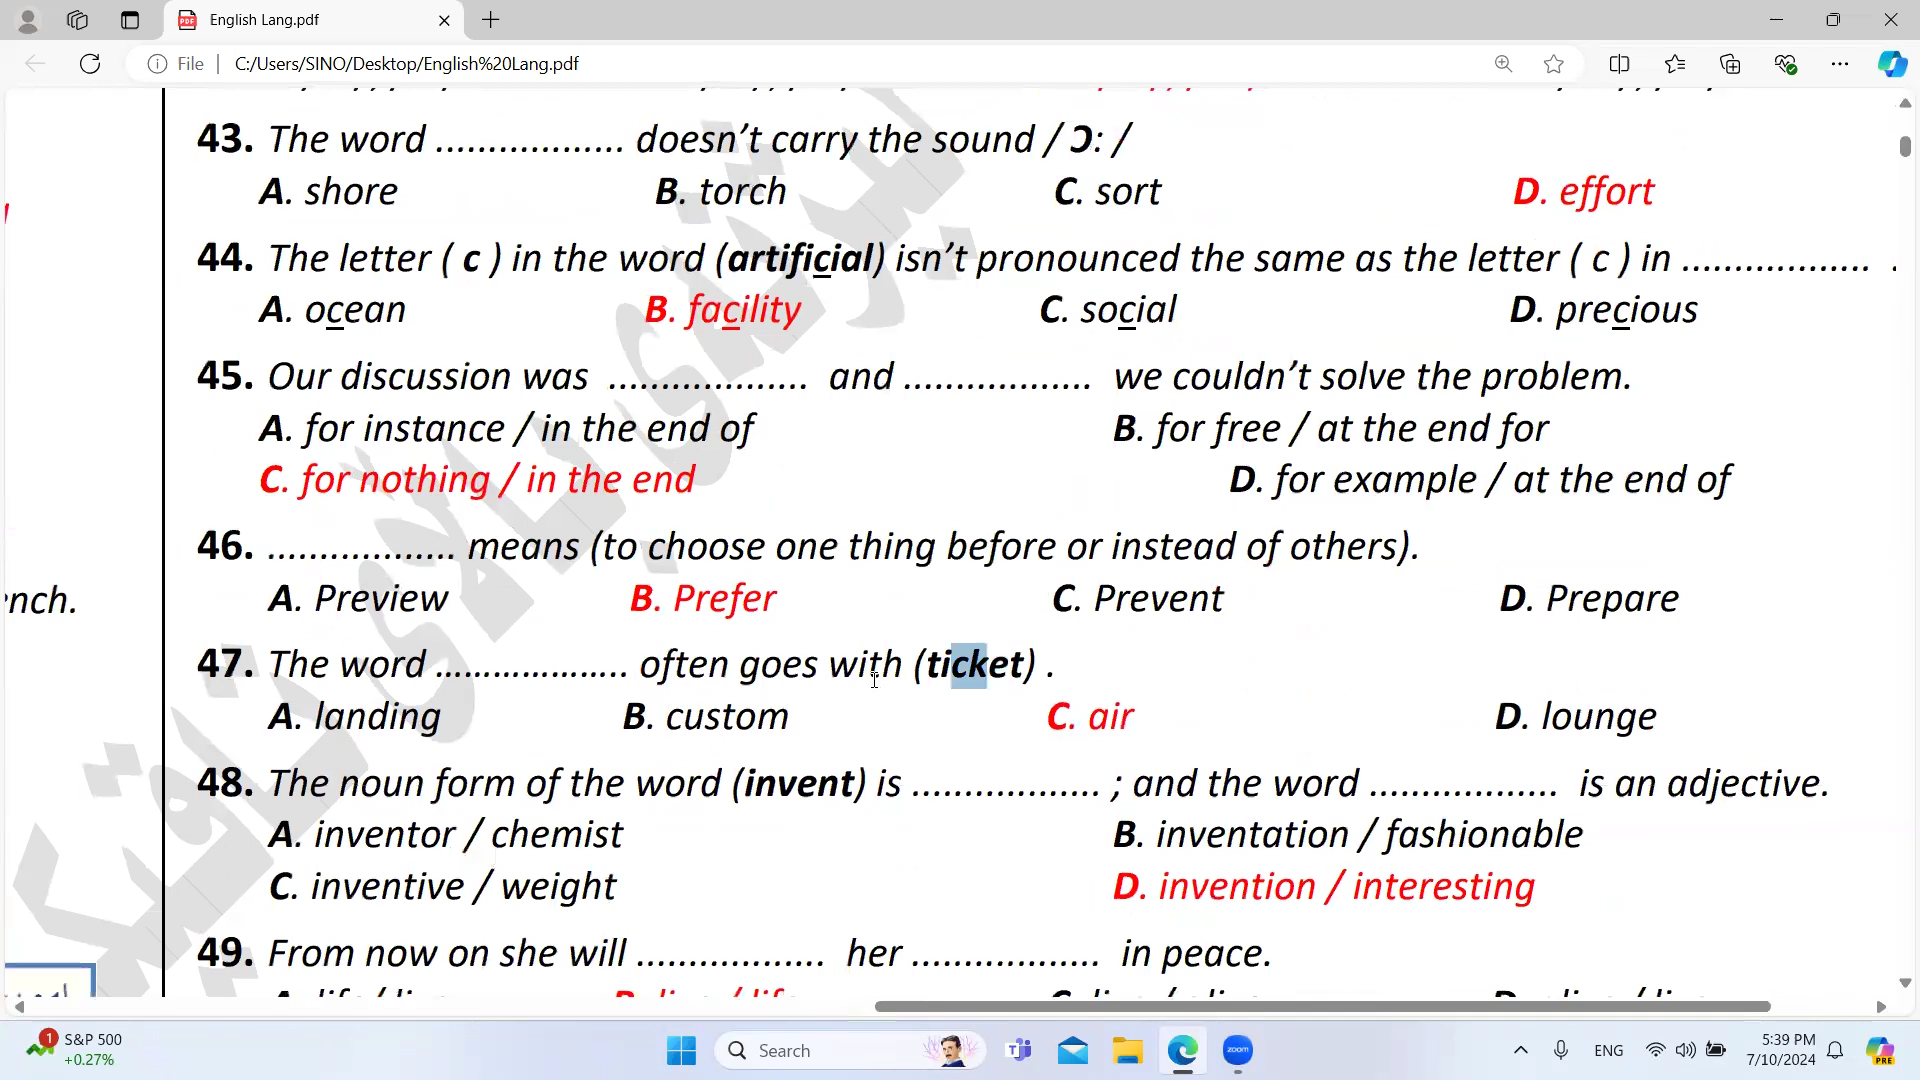 English Lang.pdf
File
C:/Users/SINO/Desktop/English%20Lang.pdf
43. The word .................. doesn't carry the sound / Ɔ: /
A. shore B. torch C. sort D. effort
44. The letter ( c ) in the word (artificial) isn't pronounced the same as the letter ( c ) in .................. .
A. ocean B. facility C. social D. precious
45. Our discussion was ................... and .................. we couldn't solve the problem.
A. for instance / in the end of B. for free / at the end for
C. for nothing / in the end D. for example / at the end of
46. .................. means (to choose one thing before or instead of others).
A. Preview B. Prefer C. Prevent D. Prepare
ench.
47. The word ……………….. often goes with (ticket) .
A. landing B. custom C. air D. lounge
48. The noun form of the word (invent) is .................. ; and the word .................. is an adjective.
A. inventor / chemist B. inventation / fashionable
C. inventive / weight D. invention / interesting
49. From now on she will .................. her .................. in peace.
S&P 500
+0.27%
1
Search
zoom
ENG
5:39 PM
7/10/2024
PRE